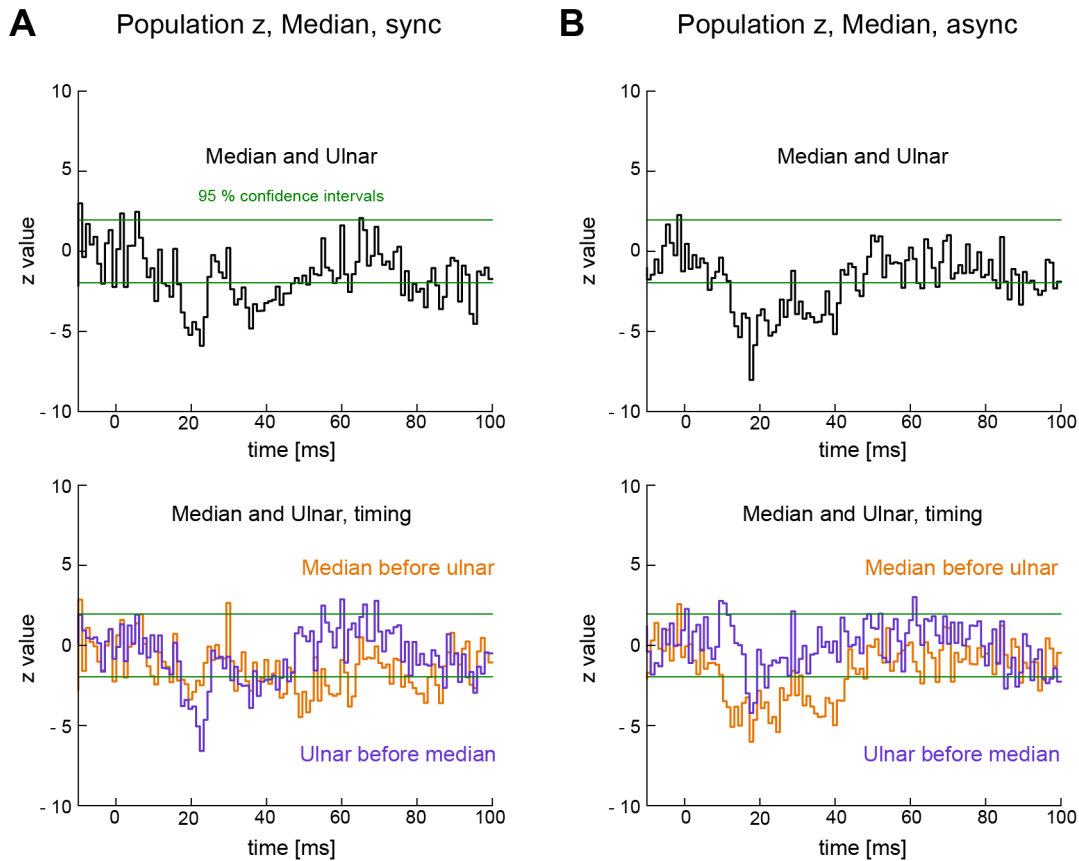 A
Population z, Median, sync
10
5
0
- 5
- 10
z value
Median and Ulnar
95 % confidence intervals
0 20 40 60 80 100
time [ms]
10
5
0
- 5
- 10
z value
Median and Ulnar, timing
Median before ulnar
Ulnar before median
0 20 40 60 80 100
time [ms]
B
Population z, Median, async
10
5
0
- 5
- 10
z value
Median and Ulnar
0 20 40 60 80 100
time [ms]
10
5
0
- 5
- 10
z value
Median and Ulnar, timing
Median before ulnar
Ulnar before median
0 20 40 60 80 100
time [ms]